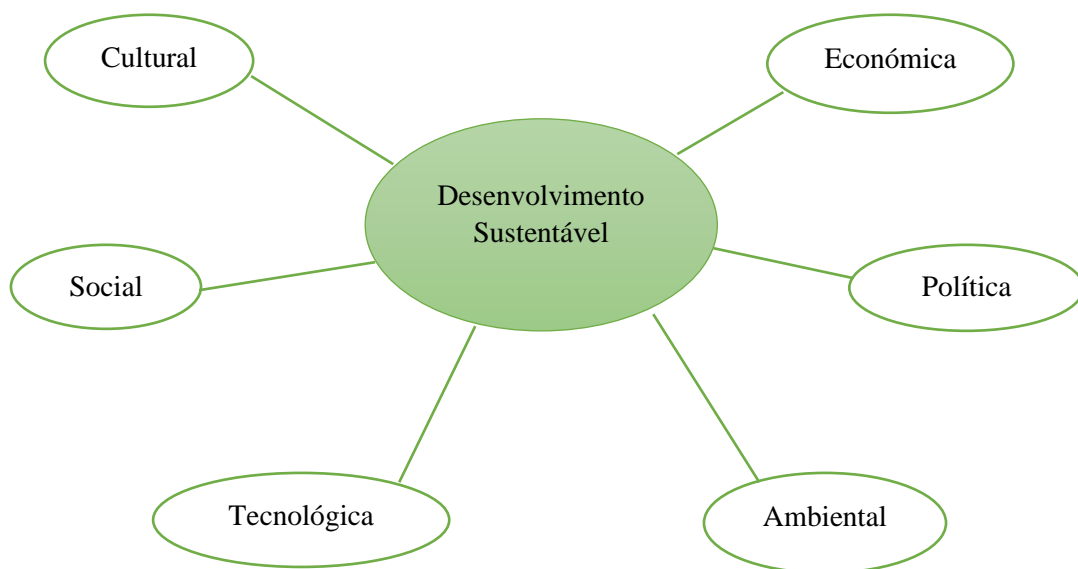 Cultural
Económica
Desenvolvimento
Sustentável
Social
Política
Tecnológica
Ambiental